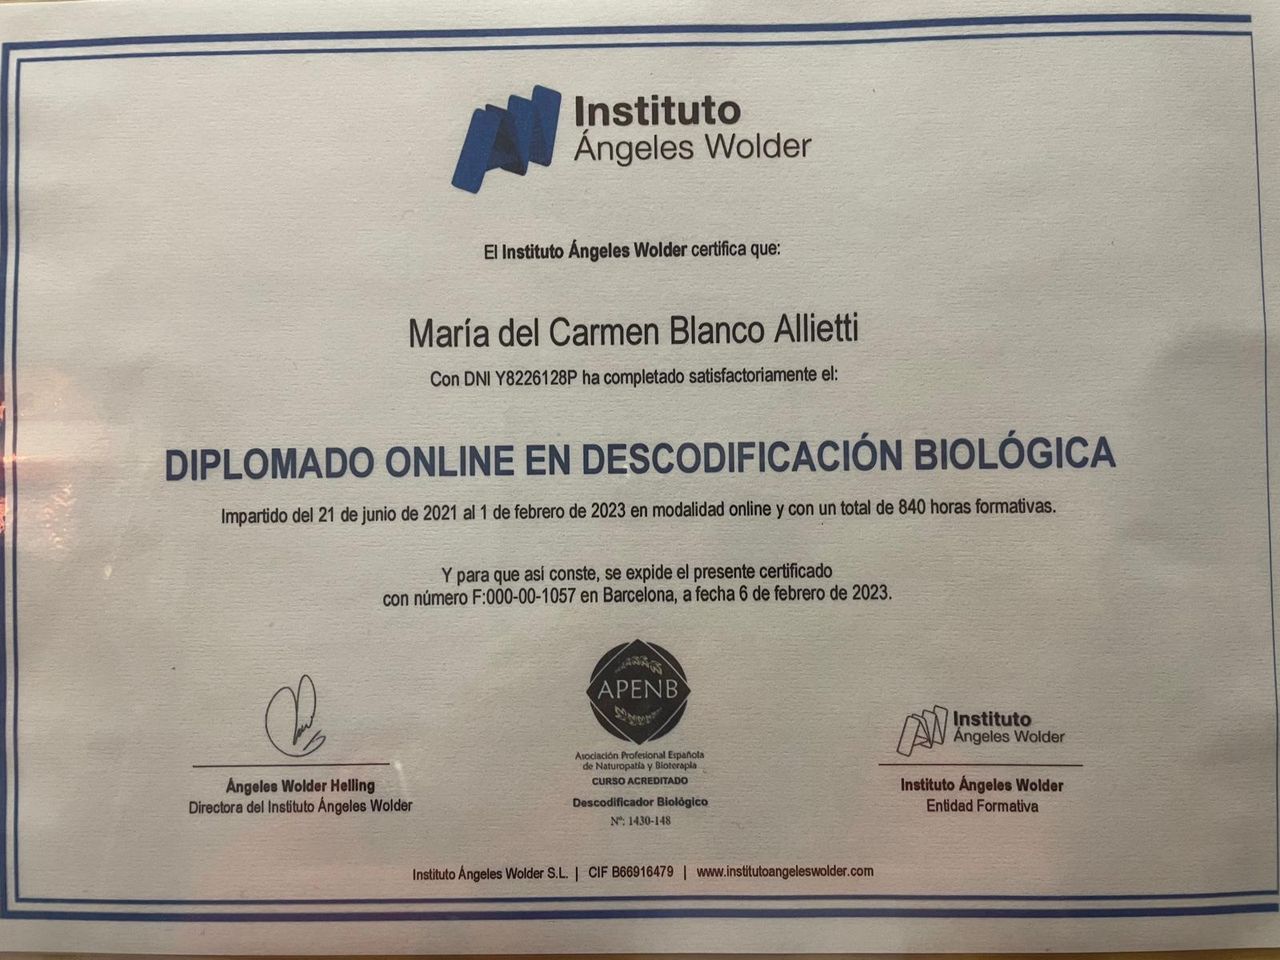 Instituto
Ángeles Wolder
El Instituto Ángeles Wolder certifica que:
María del Carmen Blanco Allietti
Con DNI Y8226128P ha completado satisfactoriamente el:
DIPLOMADO ONLINE EN DESCODIFICACIÓN BIOLÓGICA
Impartido del 21 de junio de 2021 al 1 de febrero de 2023 en modalidad online y con un total de 840 horas formativas.
Y para que así conste, se expide el presente certificado
con número F:000-00-1057 en Barcelona, a fecha 6 de febrero de 2023.
Ángeles Wolder Helling
Directora del Instituto Ángeles Wolder
APENB
Asociación Profesional Española
de Naturopatía y Bioterapia
CURSO ACREDITADO
Descodificador Biológico
Nº: 1430-148
Instituto
Ángeles Wolder
Instituto Ángeles Wolder
Entidad Formativa
Instituto Ángeles Wolder S.L. | CIF B66916479 | www.institutoangeleswolder.com